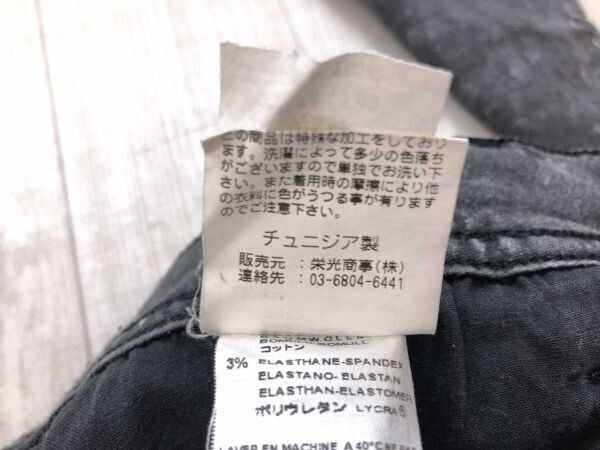 この商品は特殊な加工をしており
ます。洗濯によって多少の色落ち
がございますので単独でお洗い下
さい。また着用時の摩擦により他
の衣料に色がうつる事が有ります
のでご注意下さい。
チュニジア製
販売元 : 栄光商事(株)
連絡先 : 03-6804-6441
コットン BOMULL
3% ELASTHANE-SPANDEX
ELASTANO-ELASTAN
ELASTHAN-ELASTOMER
ポリウレタン LYCRA®
LAVER EN MACHINE A 40°C